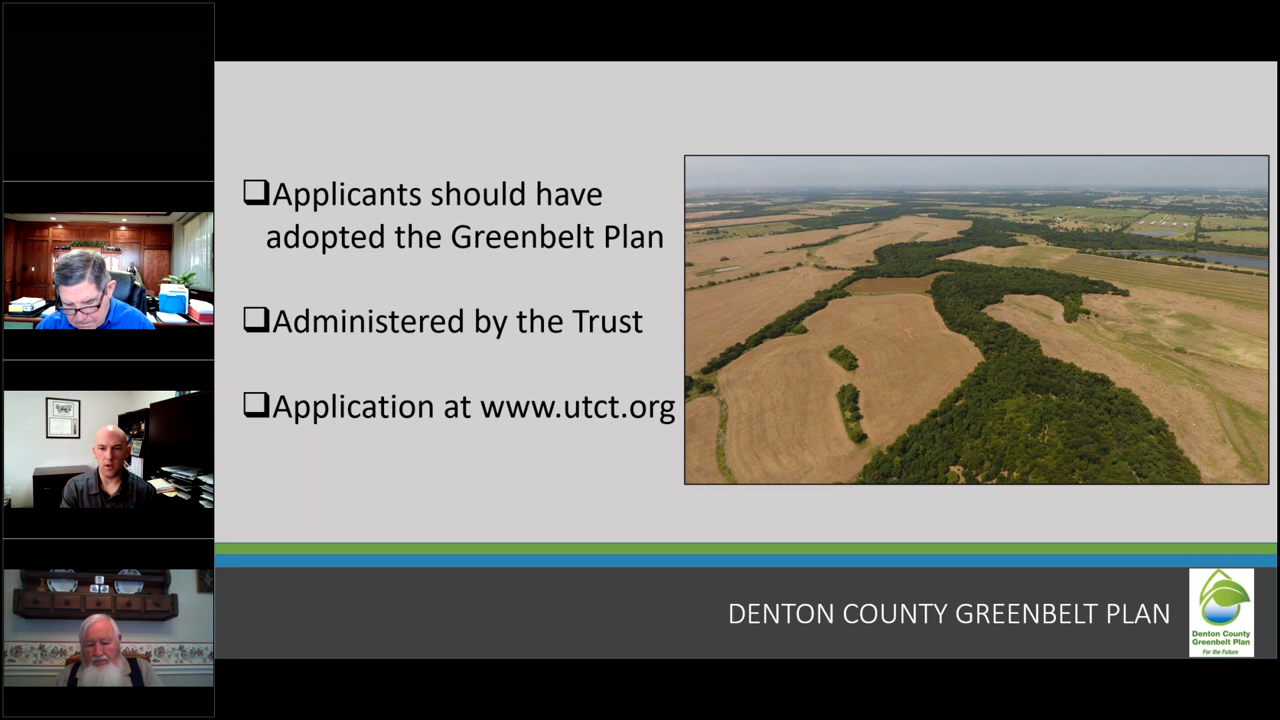 Applicants should have
adopted the Greenbelt Plan
Administered by the Trust
Application at www.utct.org
DENTON COUNTY GREENBELT PLAN
Denton County
Greenbelt Plan
For the Future